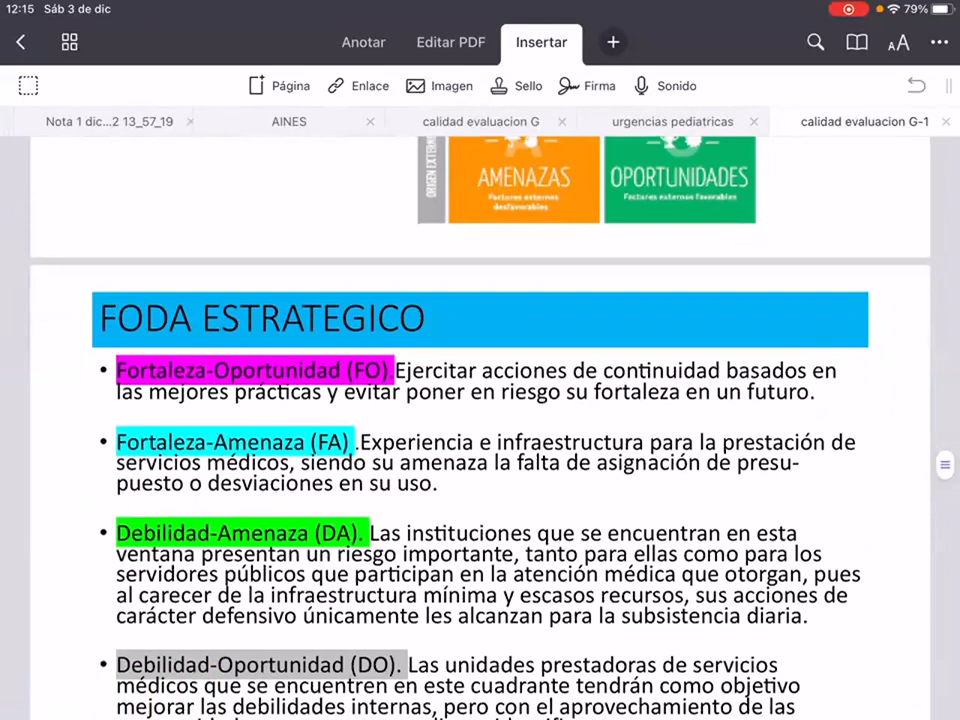 12:15 Sáb 3 de dic 79%
Anotar Editar PDF Insertar
AA
Página Enlace Imagen Sello Firma Sonido
Nota 1 dic...2 13_57_19 AINES calidad evaluacion G urgencias pediatricas calidad evaluacion G-1
AMENAZAS OPORTUNIDADES
Factores externos desfavorables
Factores externos favorables
FODA ESTRATEGICO
• Fortaleza-Oportunidad (FO).Ejercitar acciones de continuidad basados en
las mejores prácticas y evitar poner en riesgo su fortaleza en un futuro.
• Fortaleza-Amenaza (FA) .Experiencia e infraestructura para la prestación de
servicios médicos, siendo su amenaza la falta de asignación de presu-
puesto o desviaciones en su uso.
• Debilidad-Amenaza (DA). Las instituciones que se encuentran en esta
ventana presentan un riesgo importante, tanto para ellas como para los
servidores públicos que participan en la atención médica que otorgan, pues
al carecer de la infraestructura mínima y escasos recursos, sus acciones de
carácter defensivo únicamente les alcanzan para la subsistencia diaria.
• Debilidad-Oportunidad (DO). Las unidades prestadoras de servicios
médicos que se encuentren en este cuadrante tendrán como objetivo
mejorar las debilidades internas, pero con el aprovechamiento de las